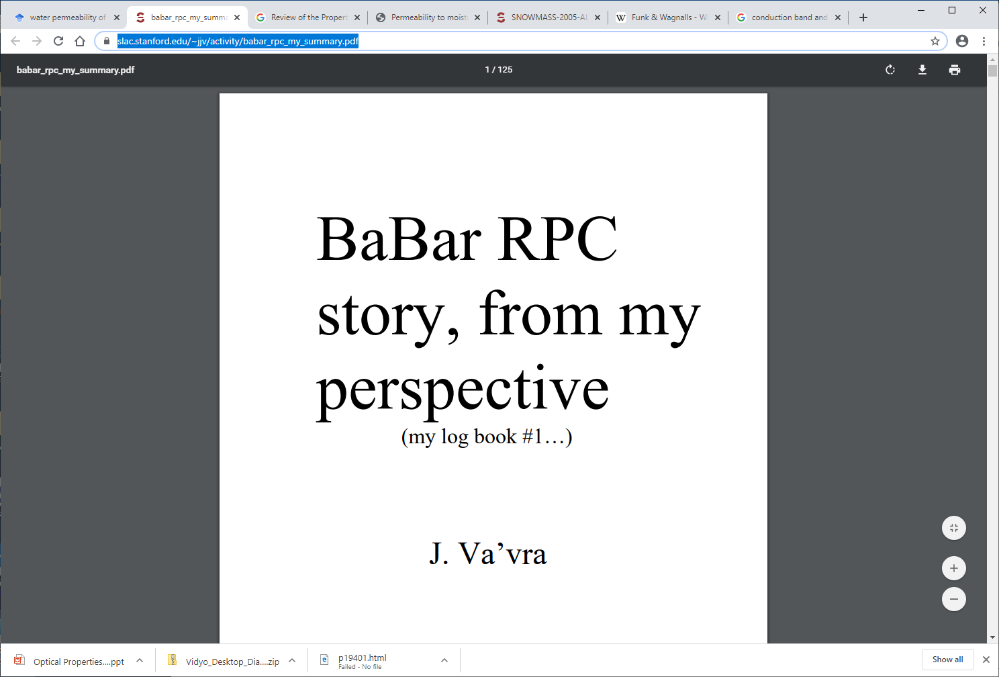 water permeability of
babar_rpc_my_summa
Review of the Propert
Permeability to moist
SNOWMASS-2005-AL
Funk & Wagnalls - Wi
conduction band and
slac.stanford.edu/~jjv/activity/babar_rpc_my_summary.pdf
babar_rpc_my_summary.pdf
1 / 125
BaBar RPC
story, from my
perspective
(my log book #1…)
J. Va’vra
Optical Properties....ppt
Vidyo_Desktop_Dia....zip
p19401.html
Failed - No file
Show all